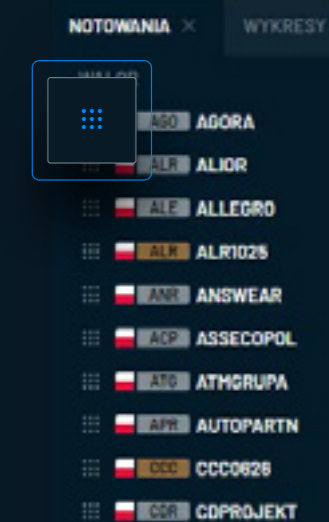 NOTOWANIA × WYKRESY
WALOR
AGO AGORA
ALR ALIOR
ALE ALLEGRO
ALR1025
ANR ANSWEAR
ACP ASSECOPOL
ATG ATMGRUPA
APR AUTOPARTN
CCC CCC0626
CDR CDPROJEKT